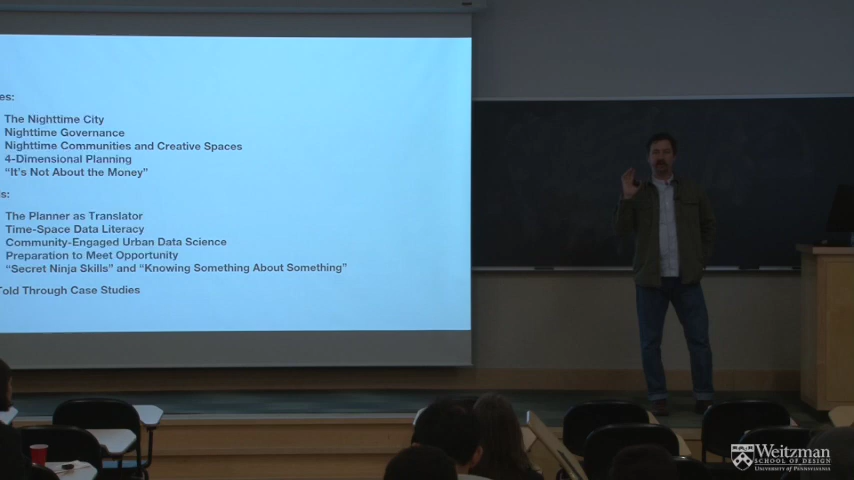 es:
The Nighttime City
Nighttime Governance
Nighttime Communities and Creative Spaces
4-Dimensional Planning
“It's Not About the Money”
s:
The Planner as Translator
Time-Space Data Literacy
Community-Engaged Urban Data Science
Preparation to Meet Opportunity
“Secret Ninja Skills” and “Knowing Something About Something”
Told Through Case Studies
Weitzman
SCHOOL OF DESIGN
UNIVERSITY OF PENNSYLVANIA